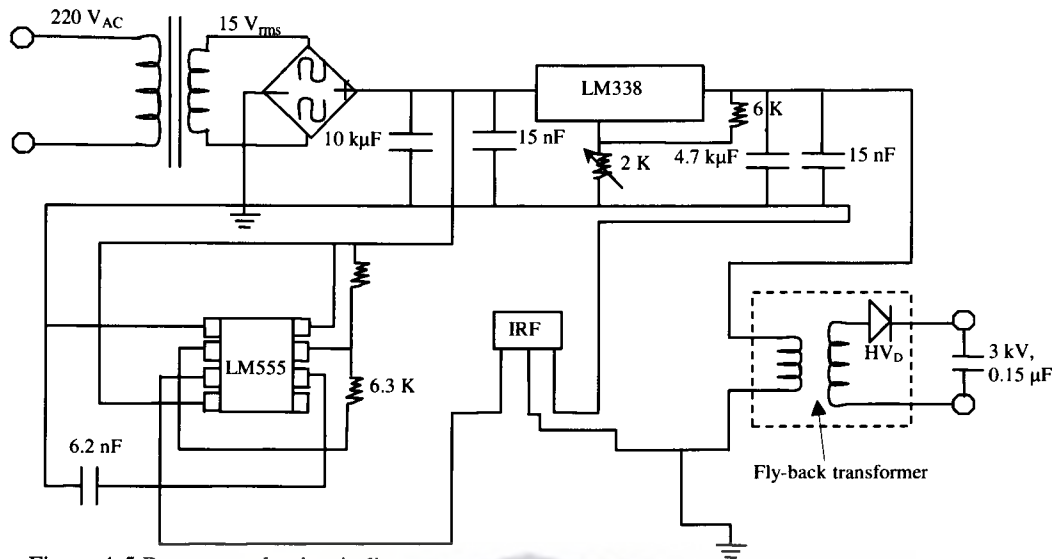 220 V_AC
15 V_rms
LM338
6 K
10 kµF
15 nF
2 K
4.7 kµF
15 nF
IRF
LM555
6.3 K
HV_D
3 kV,
0.15 µF
6.2 nF
Fly-back transformer